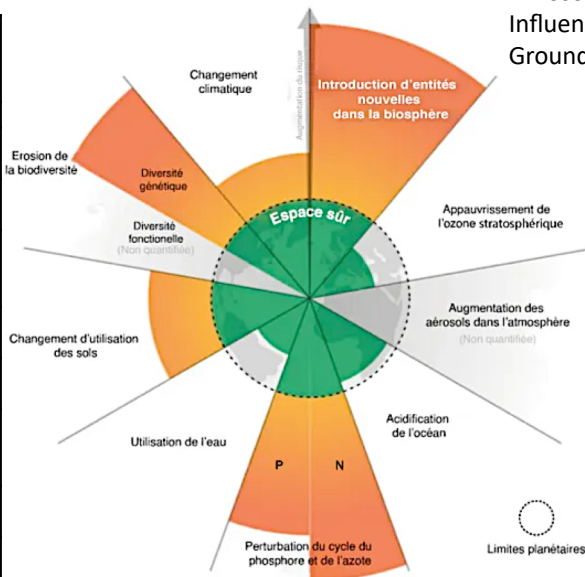 Influen
Ground
Changement
climatique
Augmentation du risque
Introduction d'entités
nouvelles
dans la biosphère
Erosion de
la biodiversité
Diversité
génétique
Diversité
fonctionelle
(Non quantifiée)
Espace sûr
Appauvrissement de
l'ozone stratosphérique
Augmentation des
aérosols dans l'atmosphère
(Non quantifiée)
Changement d'utilisation
des sols
Acidification
de l'océan
Utilisation de l'eau
P
N
Perturbation du cycle du
phosphore et de l'azote
Limites planétaires